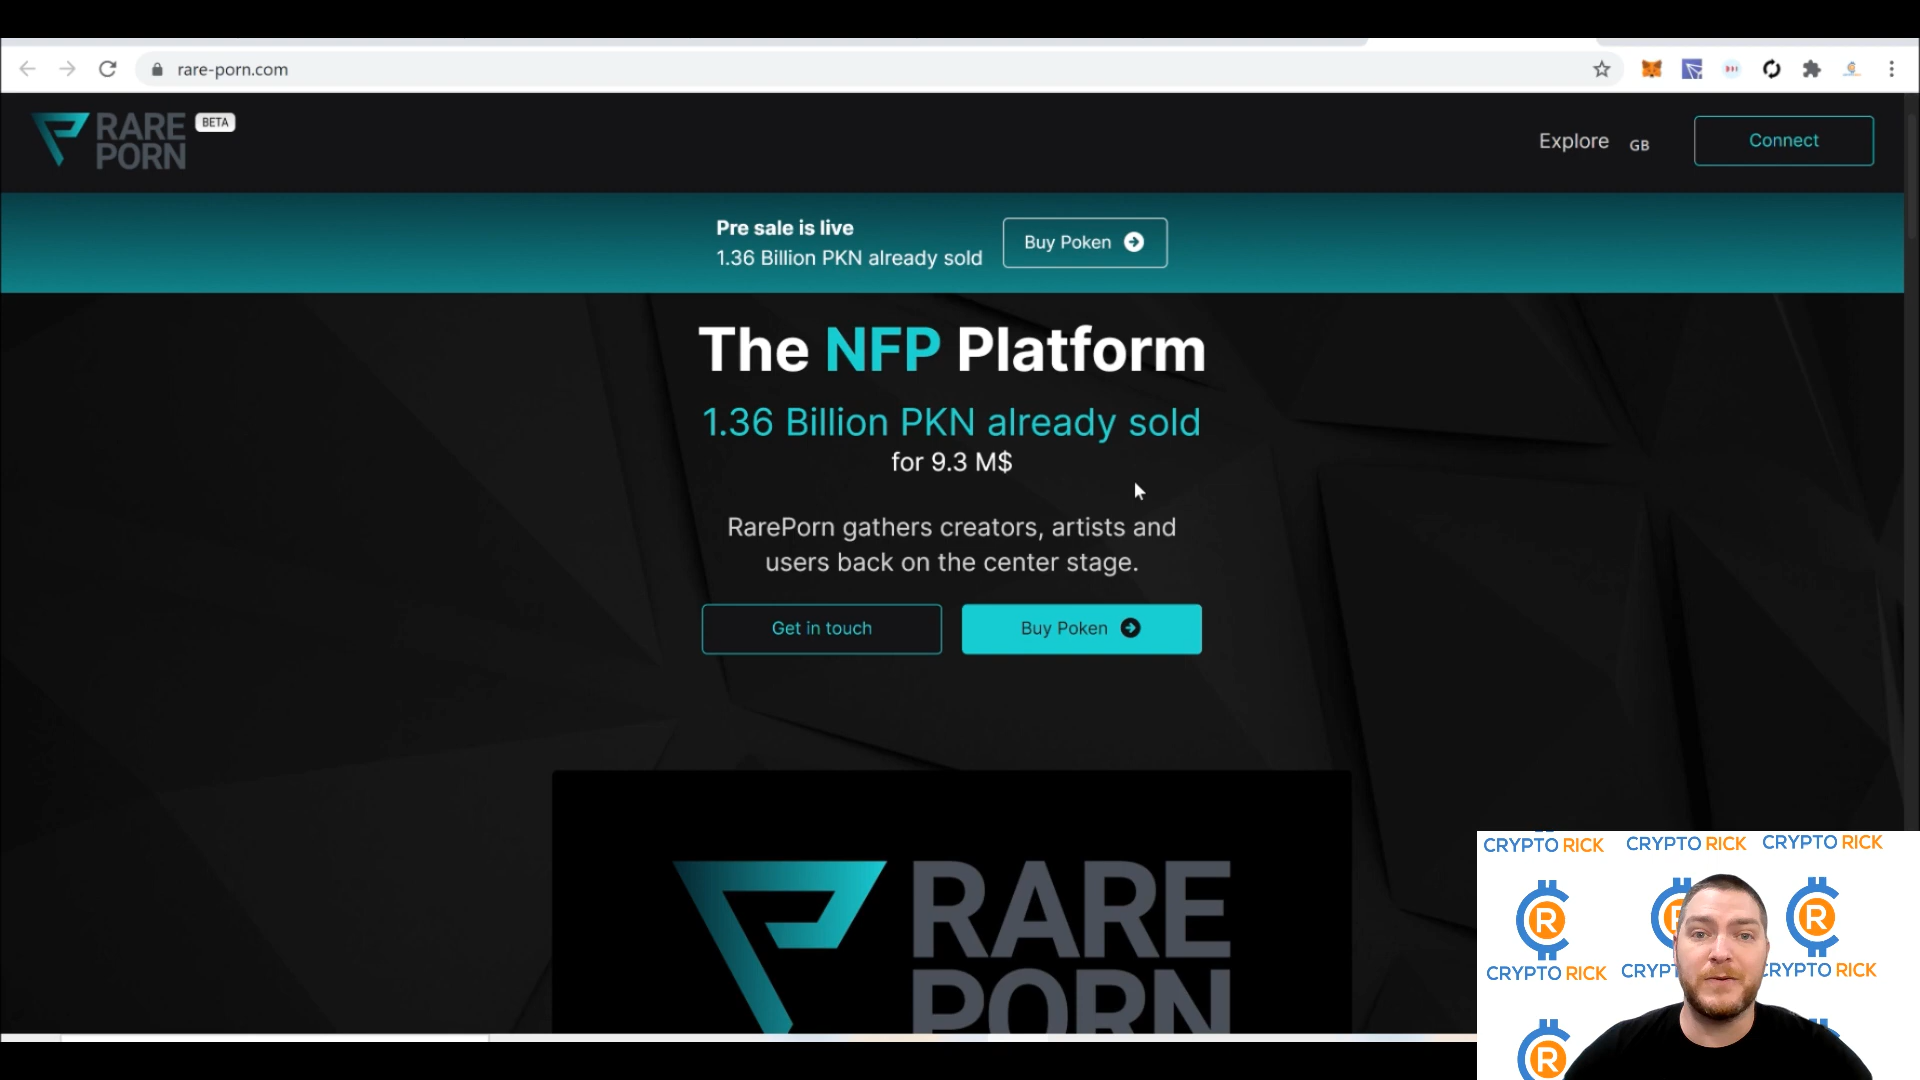 rare-porn.com
RARE
PORN
BETA
Explore
GB
Connect
Pre sale is live
1.36 Billion PKN already sold
Buy Poken
The NFP Platform
1.36 Billion PKN already sold
for 9.3 M$
RarePorn gathers creators, artists and
users back on the center stage.
Get in touch
Buy Poken
RARE
PORN
CRYPTO RICK
CRYPTO RICK
CRYPTO RICK
R
R
CRYPTO RICK
CRYPT
CRYPTO RICK
R